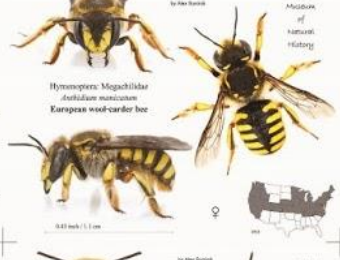 by Alex Surcică
Museum
of
Natural
History
Hymenoptera: Megachilidae
Anthidium manicatum
European wool-carder bee
♀
0.43 inch / 1.1 cm
by Alex Surcică